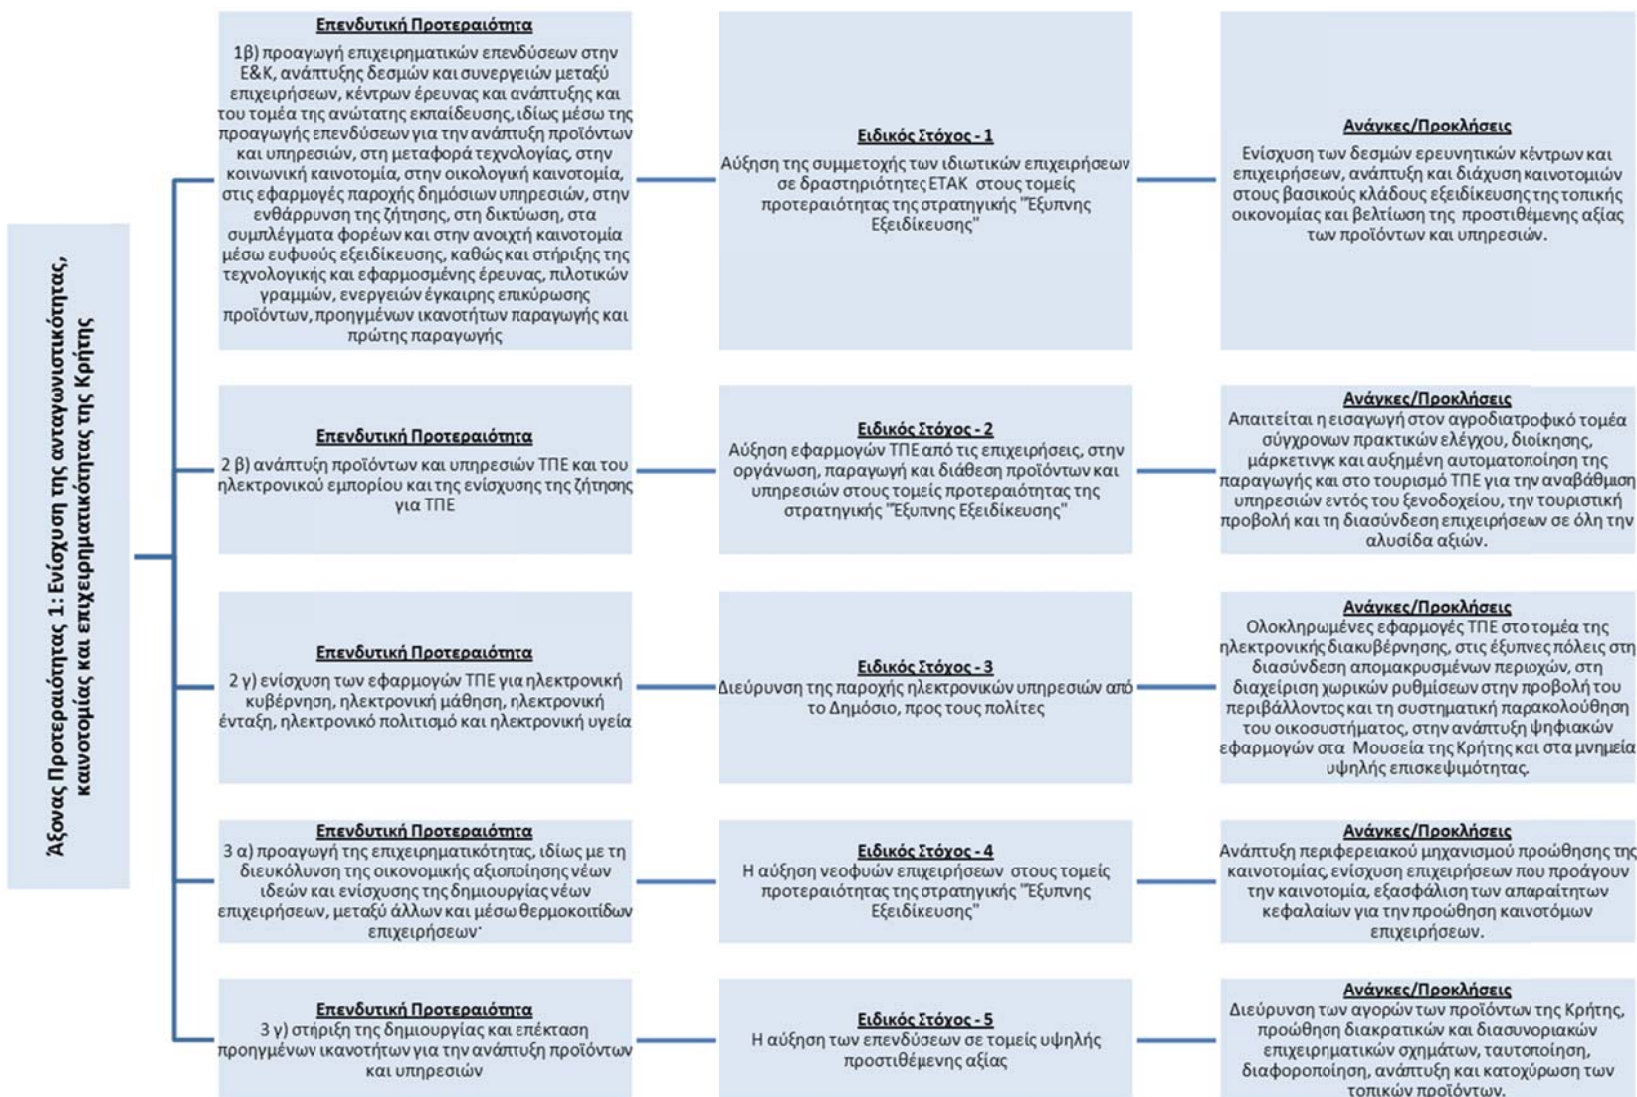 Άξονας Προτεραιότητας 1: Ενίσχυση της ανταγωνιστικότητας,
καινοτομίας και επιχειρηματικότητας της Κρήτης
Επενδυτική Προτεραιότητα
1β) προαγωγή επιχειρηματικών επενδύσεων στην
Ε&Κ, ανάπτυξης δεσμών και συνεργειών μεταξύ
επιχειρήσεων, κέντρων έρευνας και ανάπτυξης και
του τομέα της ανώτατης εκπαίδευσης, ιδίως μέσω της
προαγωγής επενδύσεων για την ανάπτυξη προϊόντων
και υπηρεσιών, στη μεταφορά τεχνολογίας, στην
κοινωνική καινοτομία, στην οικολογική καινοτομία,
στις εφαρμογές παροχής δημόσιων υπηρεσιών, στην
ενθάρρυνση της ζήτησης, στη δικτύωση, στα
συμπλέγματα φορέων και στην ανοιχτή καινοτομία
μέσω ευφυούς εξειδίκευσης, καθώς και στήριξης της
τεχνολογικής και εφαρμοσμένης έρευνας, πιλοτικών
γραμμών, ενεργειών έγκαιρης επικύρωσης
προϊόντων, προηγμένων ικανοτήτων παραγωγής και
πρώτης παραγωγής
Ειδικός Στόχος - 1
Αύξηση της συμμετοχής των ιδιωτικών επιχειρήσεων
σε δραστηριότητες ΕΤΑΚ στους τομείς
προτεραιότητας της στρατηγικής "Έξυπνης
Εξειδίκευσης"
Ανάγκες/Προκλήσεις
Ενίσχυση των δεσμών ερευνητικών κέντρων και
επιχειρήσεων, ανάπτυξη και διάχυση καινοτομιών
στους βασικούς κλάδους εξειδίκευσης της τοπικής
οικονομίας και βελτίωση της προστιθέμενης αξίας
των προϊόντων και υπηρεσιών.
Επενδυτική Προτεραιότητα
2 β) ανάπτυξη προϊόντων και υπηρεσιών ΤΠΕ και του
ηλεκτρονικού εμπορίου και της ενίσχυσης της ζήτησης
για ΤΠΕ
Ειδικός Στόχος - 2
Αύξηση εφαρμογών ΤΠΕ από τις επιχειρήσεις, στην
οργάνωση, παραγωγή και διάθεση προϊόντων και
υπηρεσιών στους τομείς προτεραιότητας της
στρατηγικής "Έξυπνης Εξειδίκευσης"
Ανάγκες/Προκλήσεις
Απαιτείται η εισαγωγή στον αγροδιατροφικό τομέα
σύγχρονων πρακτικών ελέγχου, διοίκησης,
μάρκετινγκ και αυξημένη αυτοματοποίηση της
παραγωγής και στο τουρισμό ΤΠΕ για την αναβάθμιση
υπηρεσιών εντός του ξενοδοχείου, την τουριστική
προβολή και τη διασύνδεση επιχειρήσεων σε όλη την
αλυσίδα αξιών.
Επενδυτική Προτεραιότητα
2 γ) ενίσχυση των εφαρμογών ΤΠΕ για ηλεκτρονική
κυβέρνηση, ηλεκτρονική μάθηση, ηλεκτρονική
ένταξη, ηλεκτρονικό πολιτισμό και ηλεκτρονική υγεία
Ειδικός Στόχος - 3
Διεύρυνση της παροχής ηλεκτρονικών υπηρεσιών από
το Δημόσιο, προς τους πολίτες
Ανάγκες/Προκλήσεις
Ολοκληρωμένες εφαρμογές ΤΠΕ στο τομέα της
ηλεκτρονικής διακυβέρνησης, στις έξυπνες πόλεις στη
διασύνδεση απομακρυσμένων περιοχών, στη
διαχείριση χωρικών ρυθμίσεων στην προβολή του
περιβάλλοντος και τη συστηματική παρακολούθηση
του οικοσυστήματος, στην ανάπτυξη ψηφιακών
εφαρμογών στα Μουσεία της Κρήτης και στα μνημεία
υψηλής επισκεψιμότητας.
Επενδυτική Προτεραιότητα
3 α) προαγωγή της επιχειρηματικότητας, ιδίως με τη
διευκόλυνση της οικονομικής αξιοποίησης νέων
ιδεών και ενίσχυσης της δημιουργίας νέων
επιχειρήσεων, μεταξύ άλλων και μέσω θερμοκοιτίδων
επιχειρήσεων·
Ειδικός Στόχος - 4
Η αύξηση νεοφυών επιχειρήσεων στους τομείς
προτεραιότητας της στρατηγικής "Έξυπνης
Εξειδίκευσης"
Ανάγκες/Προκλήσεις
Ανάπτυξη περιφερειακού μηχανισμού προώθησης της
καινοτομίας, ενίσχυση επιχειρήσεων που προάγουν
την καινοτομία, εξασφάλιση των απαραίτητων
κεφαλαίων για την προώθηση καινοτόμων
επιχειρήσεων.
Επενδυτική Προτεραιότητα
3 γ) στήριξη της δημιουργίας και επέκταση
προηγμένων ικανοτήτων για την ανάπτυξη προϊόντων
και υπηρεσιών
Ειδικός Στόχος - 5
Η αύξηση των επενδύσεων σε τομείς υψηλής
προστιθέμενης αξίας
Ανάγκες/Προκλήσεις
Διεύρυνση των αγορών των προϊόντων της Κρήτης,
προώθηση διακρατικών και διασυνοριακών
επιχειρηματικών σχημάτων, ταυτοποίηση,
διαφοροποίηση, ανάπτυξη και κατοχύρωση των
τοπικών προϊόντων.